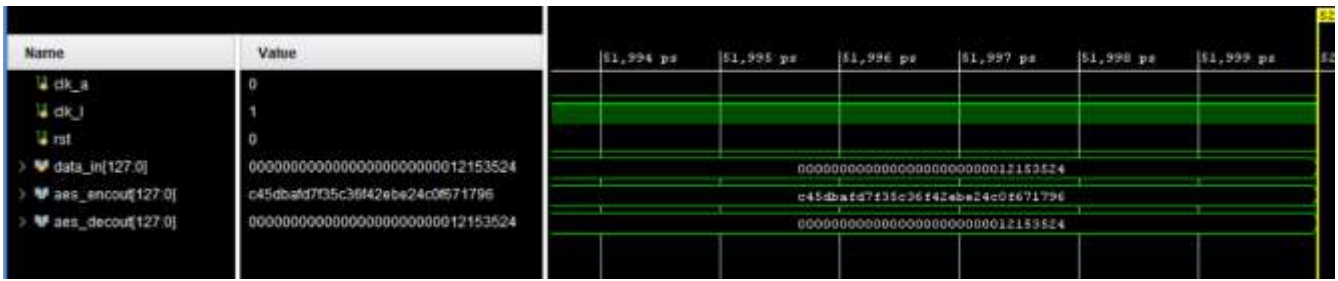 Name Value 51,994 ps 51,995 ps 51,996 ps 51,997 ps 51,998 ps 51,999 ps
clk_a 0
clk_l 1
rst 0
data_in[127:0] 00000000000000000000000012153524 00000000000000000000000012153524
aes_encout[127:0] c45dbafd7f35c36f42ebe24c0f671796 c45dbafd7f35c36f42ebe24c0f671796
aes_decout[127:0] 00000000000000000000000012153524 00000000000000000000000012153524